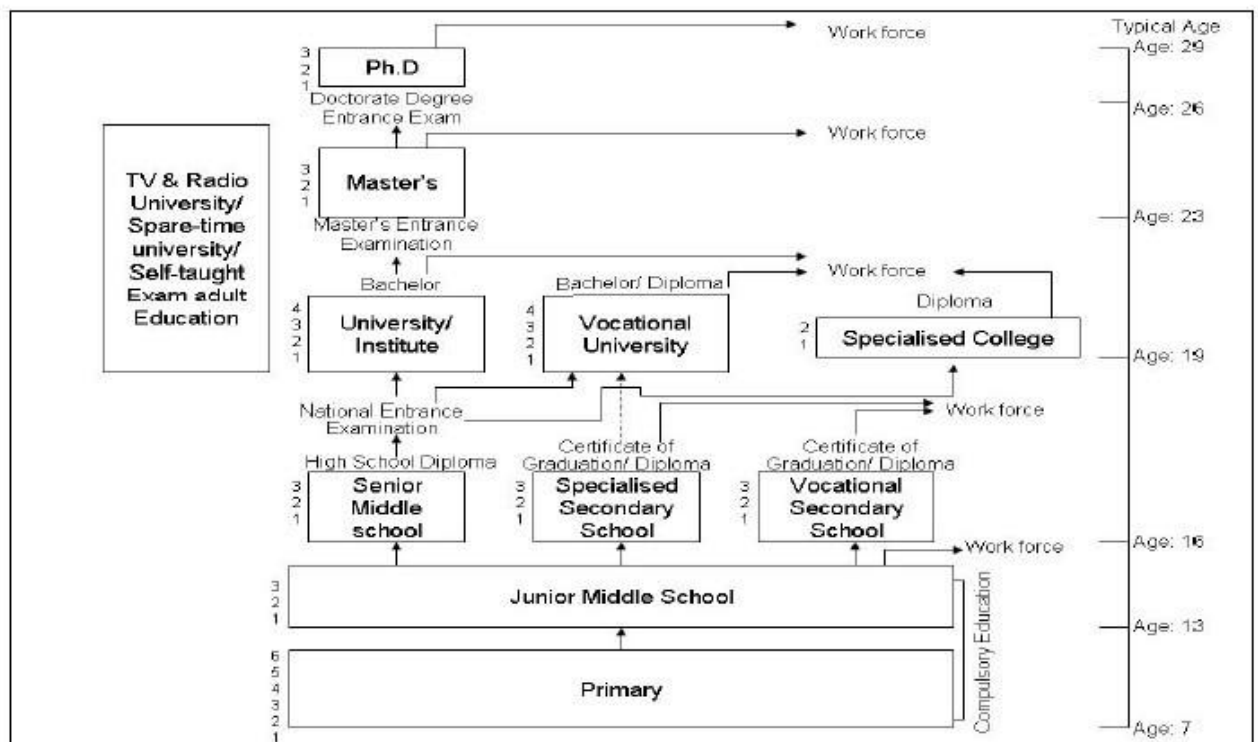 Typical Age
Work force
Age: 29
3
2
1
Ph.D
Doctorate Degree
Entrance Exam
Age: 26
Work force
TV & Radio
University/
Spare-time
university/
Self-taught
Exam adult
Education
3
2
1
Master's
Master's Entrance
Examination
Age: 23
Work force
Bachelor
Bachelor/ Diploma
Diploma
4
3
2
1
University/
Institute
4
3
2
1
Vocational
University
2
1
Specialised College
Age: 19
National Entrance
Examination
Work force
High School Diploma
Certificate of
Graduation/ Diploma
Certificate of
Graduation/ Diploma
3
2
1
Senior
Middle
school
3
2
1
Specialised
Secondary
School
3
2
1
Vocational
Secondary
School
Age: 16
Work force
3
2
1
Junior Middle School
Compulsory Education
Age: 13
6
5
4
3
2
1
Primary
Age: 7